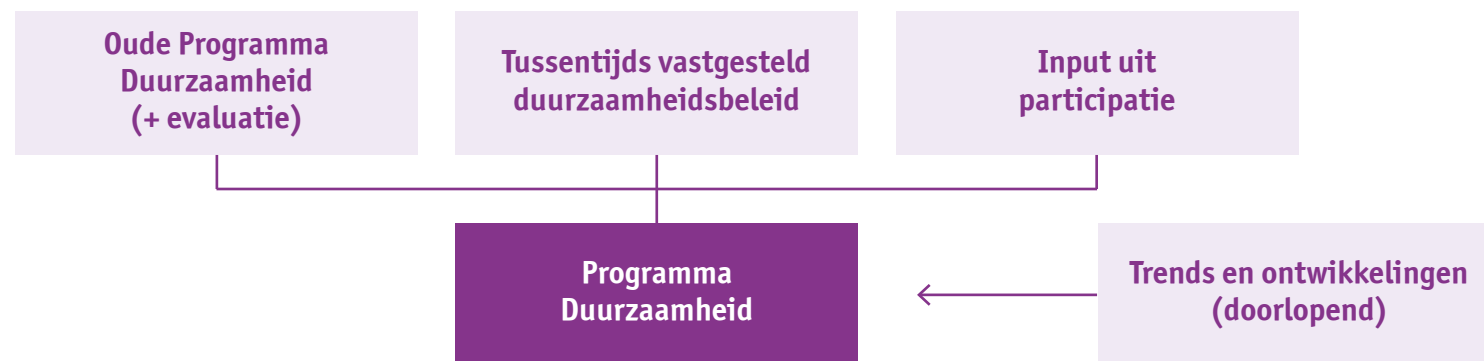 Oude Programma
Duurzaamheid
(+ evaluatie)
Tussentijds vastgesteld
duurzaamheidsbeleid
Input uit
participatie
Programma
Duurzaamheid
Trends en ontwikkelingen
(doorlopend)